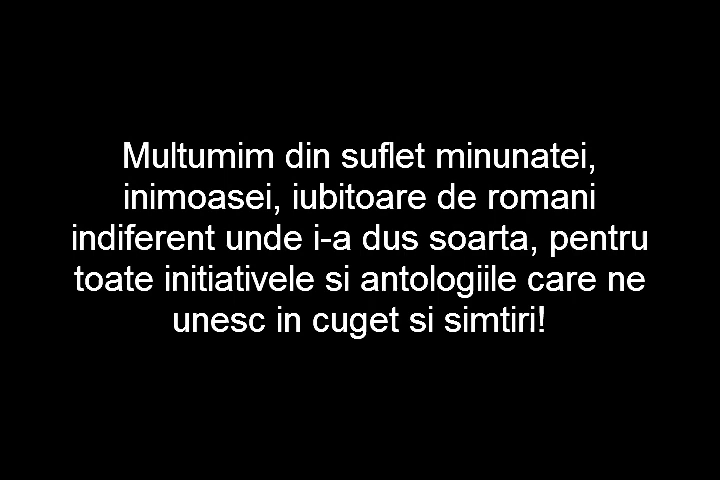 Multumim din suflet minunatei,
inimoasei, iubitoare de romani
indiferent unde i-a dus soarta, pentru
toate initiativele si antologiile care ne
unesc in cuget si simtiri!